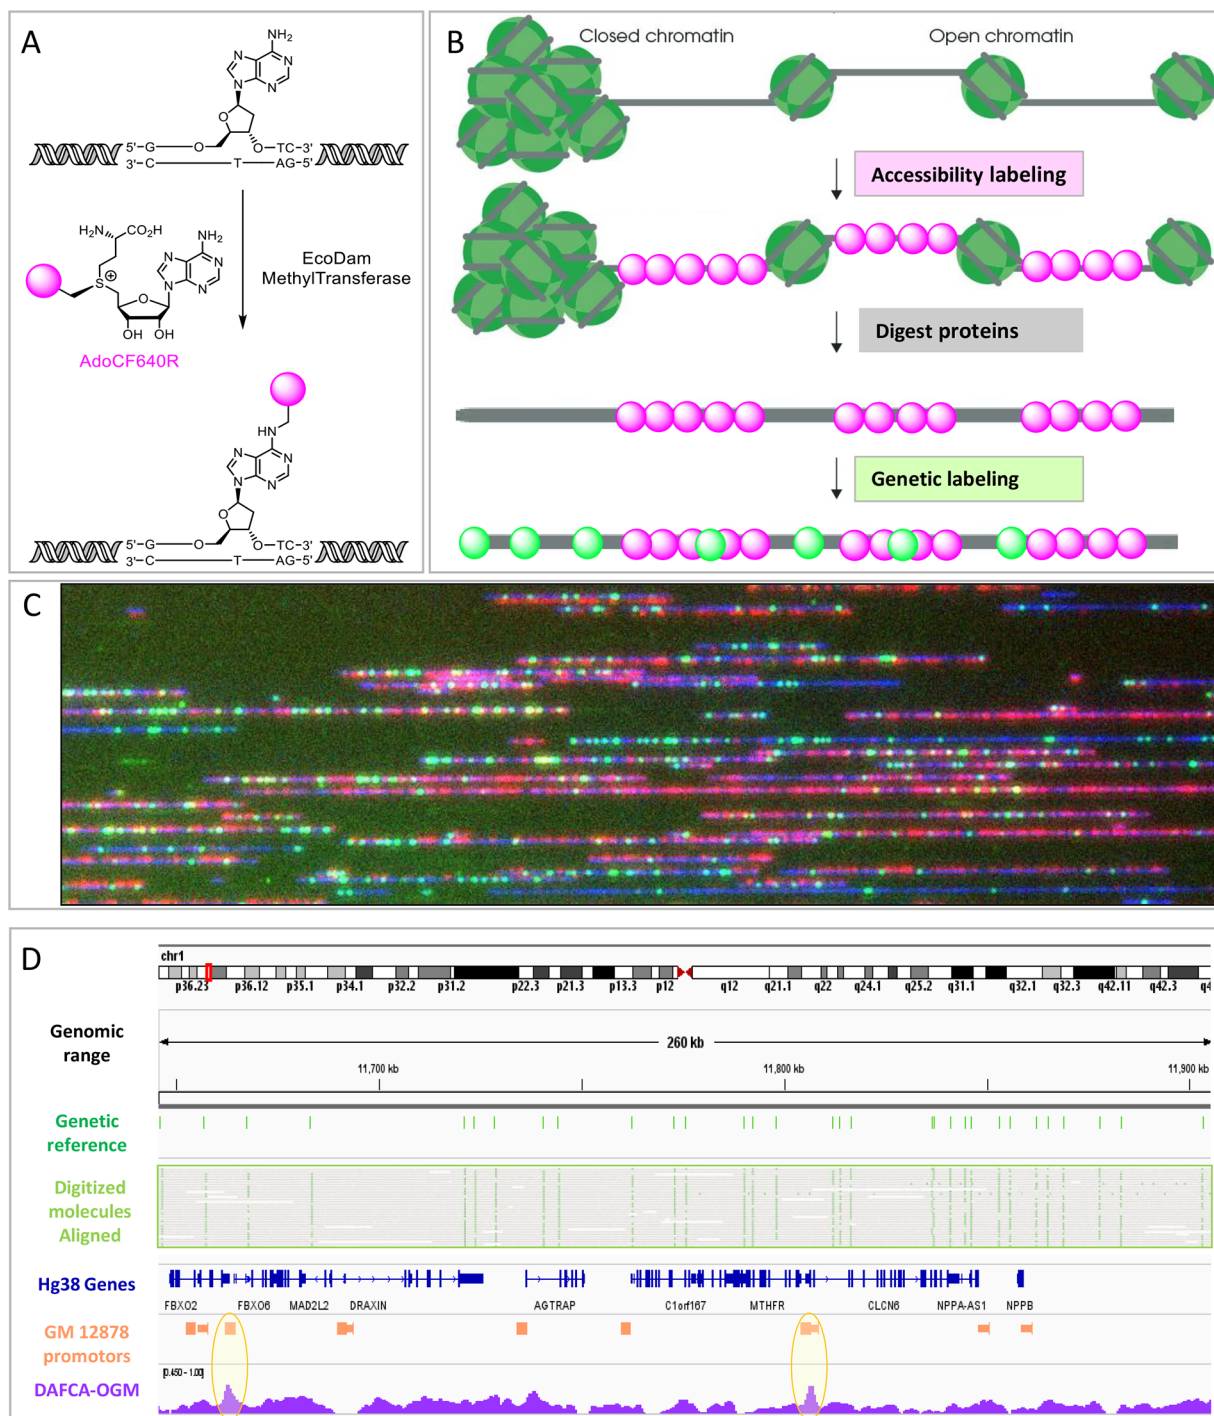 A
NH₂
N
N
N
N
O
5'-G
O
O-TC-3'
3'-C
T
AG-5'
H₂N
CO₂H
NH₂
S
+
N
N
N
N
O
OH OH
AdoCF640R
EcoDam
MethylTransferase
HN
N
N
N
N
O
5'-G
O
O-TC-3'
3'-C
T
AG-5'
B
Closed chromatin
Open chromatin
Accessibility labeling
Digest proteins
Genetic labeling
C
D
chr1
p36.23 p36.12 p35.1 p34.1 p32.2 p31.2 p22.3 p21.3 p13.3 p12 q12 q21.1 q22 q24.1 q25.2 q31.1 q32.1 q32.3 q42.11 q42.3 q4
Genomic
range
260 kb
11,700 kb 11,800 kb 11,900 kb
Genetic
reference
Digitized
molecules
Aligned
Hg38 Genes
FBXO2 FBXO6 MAD2L2 DRAXIN AGTRAP C1orf167 MTHFR CLCN6 NPPA-AS1 NPPB
GM 12878
promotors
[0.450 - 1.00]
DAFCA-OGM